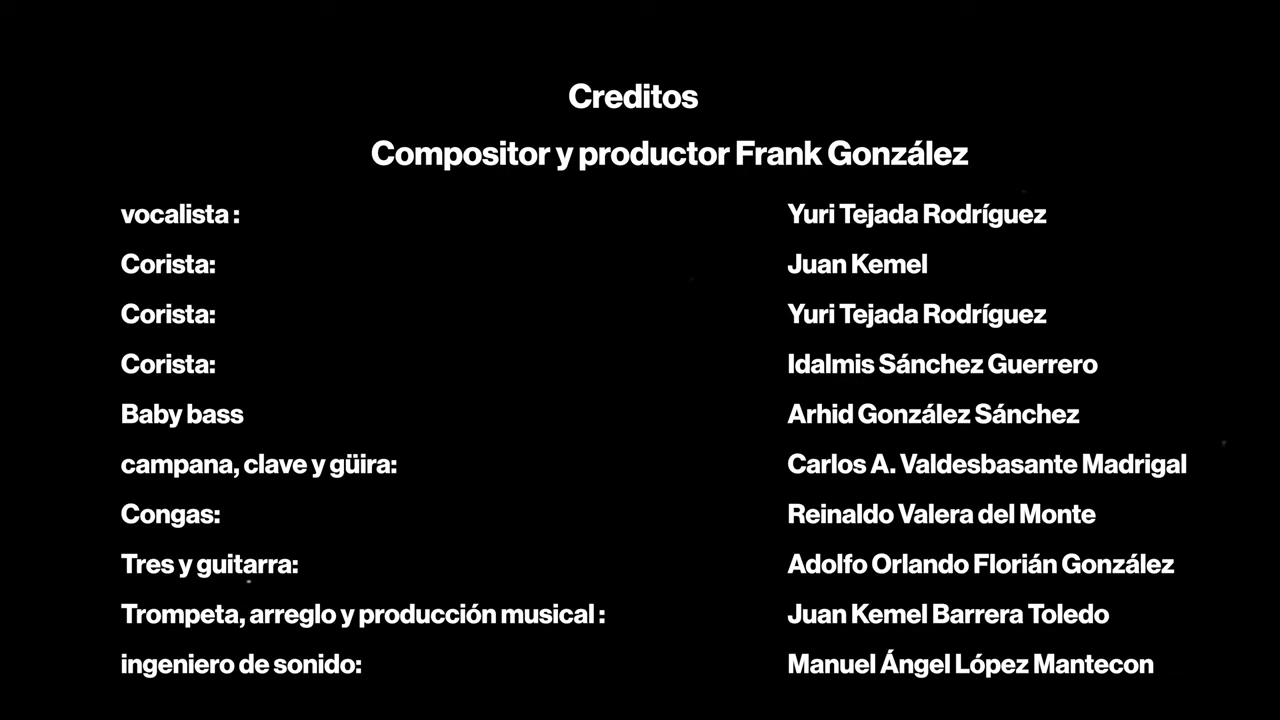 Creditos
Compositor y productor Frank González
vocalista : Yuri Tejada Rodríguez
Corista: Juan Kemel
Corista: Yuri Tejada Rodríguez
Corista: Idalmis Sánchez Guerrero
Baby bass Arhid González Sánchez
campana, clave y güira: Carlos A. Valdesbasante Madrigal
Congas: Reinaldo Valera del Monte
Tres y guitarra: Adolfo Orlando Florián González
Trompeta, arreglo y producción musical : Juan Kemel Barrera Toledo
ingeniero de sonido: Manuel Ángel López Mantecon